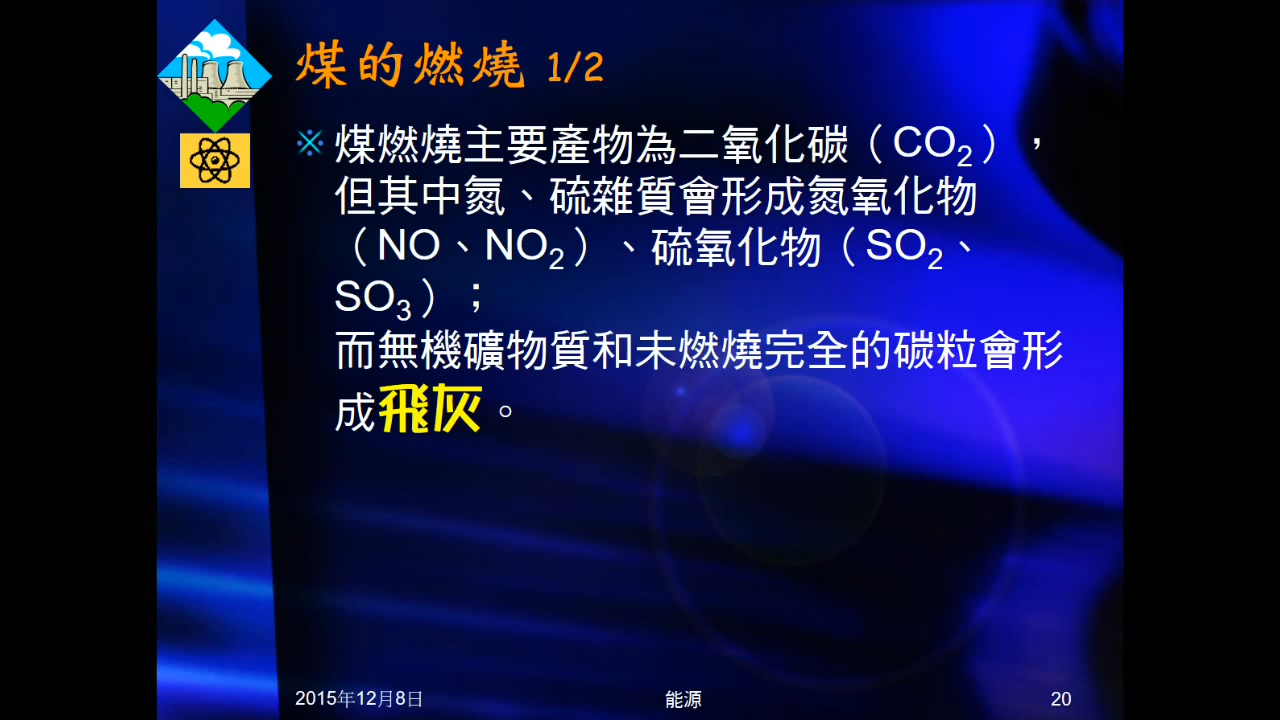 煤的燃燒 1/2
※ 煤燃燒主要產物為二氧化碳（CO₂），
但其中氮、硫雜質會形成氮氧化物
（NO、NO₂）、硫氧化物（SO₂、
SO₃）；
而無機礦物質和未燃燒完全的碳粒會形
成飛灰。
2015年12月8日
能源
20